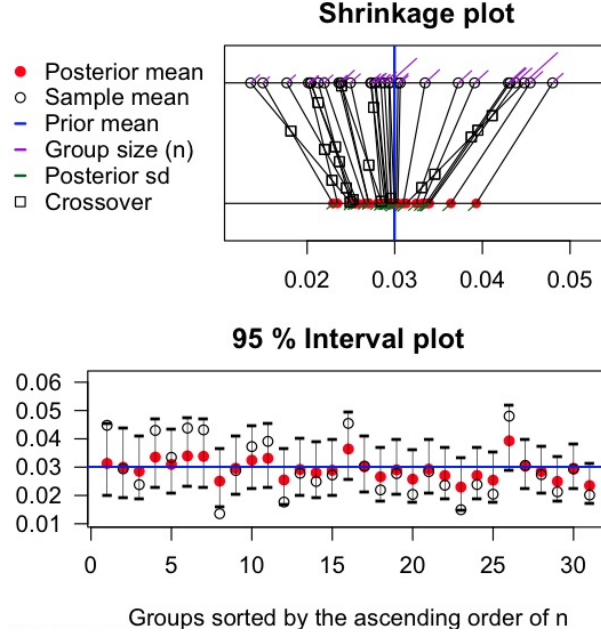 Shrinkage plot
Posterior mean
Sample mean
Prior mean
Group size (n)
Posterior sd
Crossover
0.02 0.03 0.04 0.05
95 % Interval plot
0.06
0.05
0.04
0.03
0.02
0.01
0 5 10 15 20 25 30
Groups sorted by the ascending order of n